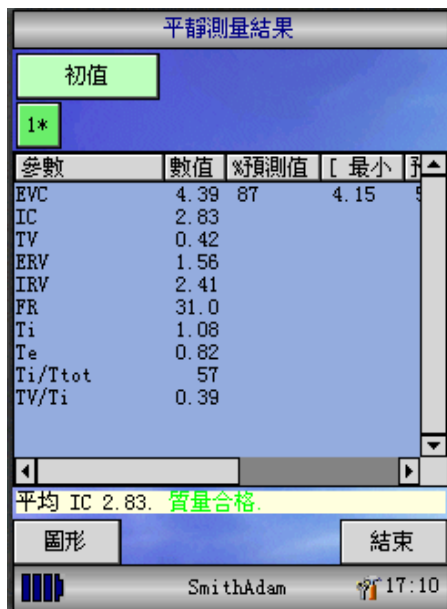 平靜測量結果
初值
1*
參數 數值 %預測值 [ 最小
EVC 4.39 87 4.15
IC 2.83
TV 0.42
ERV 1.56
IRV 2.41
FR 31.0
Ti 1.08
Te 0.82
Ti/Ttot 57
TV/Ti 0.39
平均 IC 2.83. 質量合格.
圖形 結束
SmithAdam 17:10